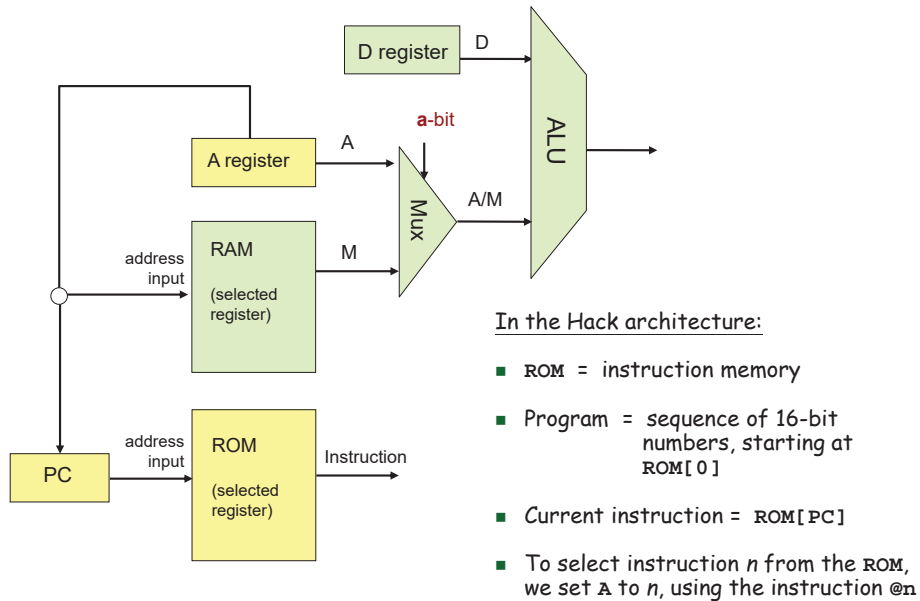 D register
D
ALU
a-bit
A register
A
Mux
A/M
RAM
(selected
register)
M
address
input
In the Hack architecture:
■ ROM = instruction memory
■ Program = sequence of 16-bit
numbers, starting at
ROM[0]
■ Current instruction = ROM[PC]
■ To select instruction n from the ROM,
we set A to n, using the instruction @n
PC
address
input
ROM
(selected
register)
Instruction